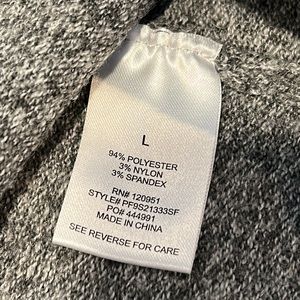 L
94% POLYESTER
3% NYLON
3% SPANDEX
RN# 120951
STYLE# PF9S21333SF
PO# 444991
MADE IN CHINA
SEE REVERSE FOR CARE